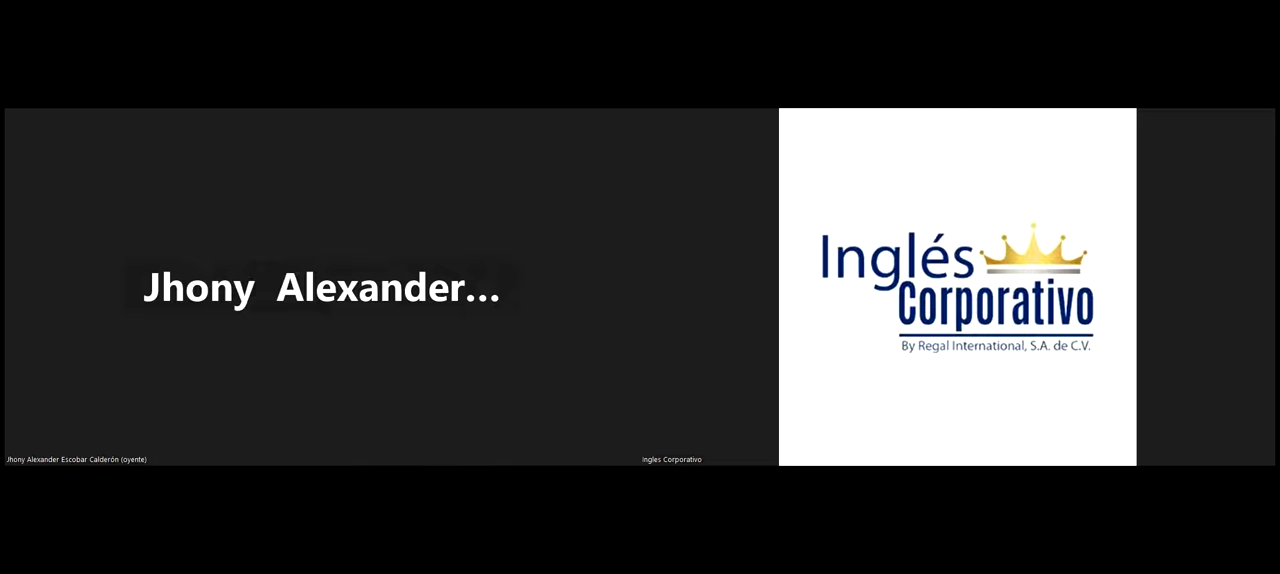 Jhony Alexander...
Jhony Alexander Escobar Calderón (oyente)
Inglés
Corporativo
By Regal International, S.A. de C.V.
Ingles Corporativo